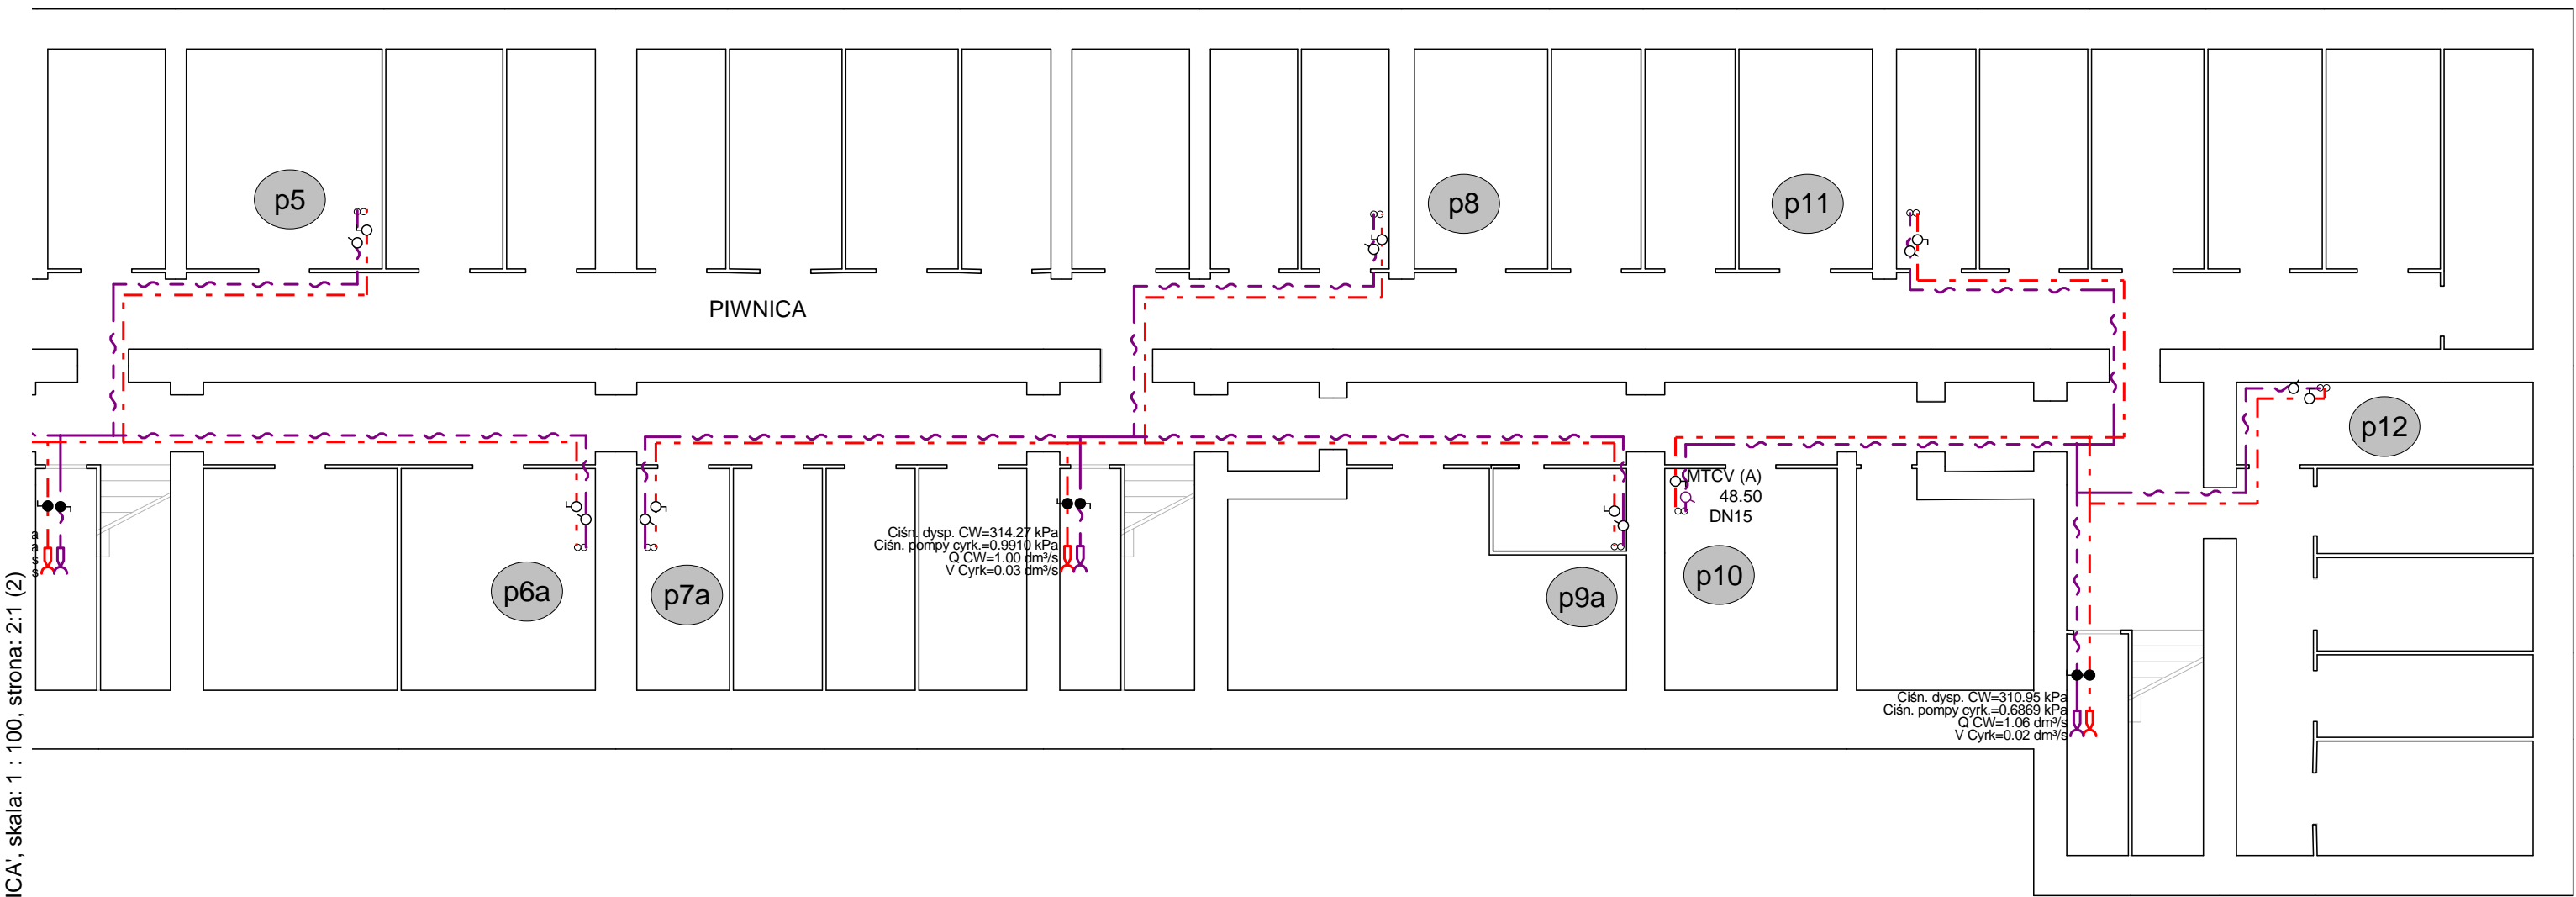 p5
p8
p11
PIWNICA
p12
MTCV (A)
48.50
DN15
Ciśn. dysp. CW=314.27 kPa
Ciśn. pompy cyrk.=0.9910 kPa
Q CW=1.00 dm³/s
V Cyrk=0.03 dm³/s
a
a
s
s
p6a
p7a
p9a
p10
Ciśn. dysp. CW=310.95 kPa
Ciśn. pompy cyrk.=0.6869 kPa
Q CW=1.06 dm³/s
V Cyrk=0.02 dm³/s
ICA', skala: 1 : 100, strona: 2:1 (2)